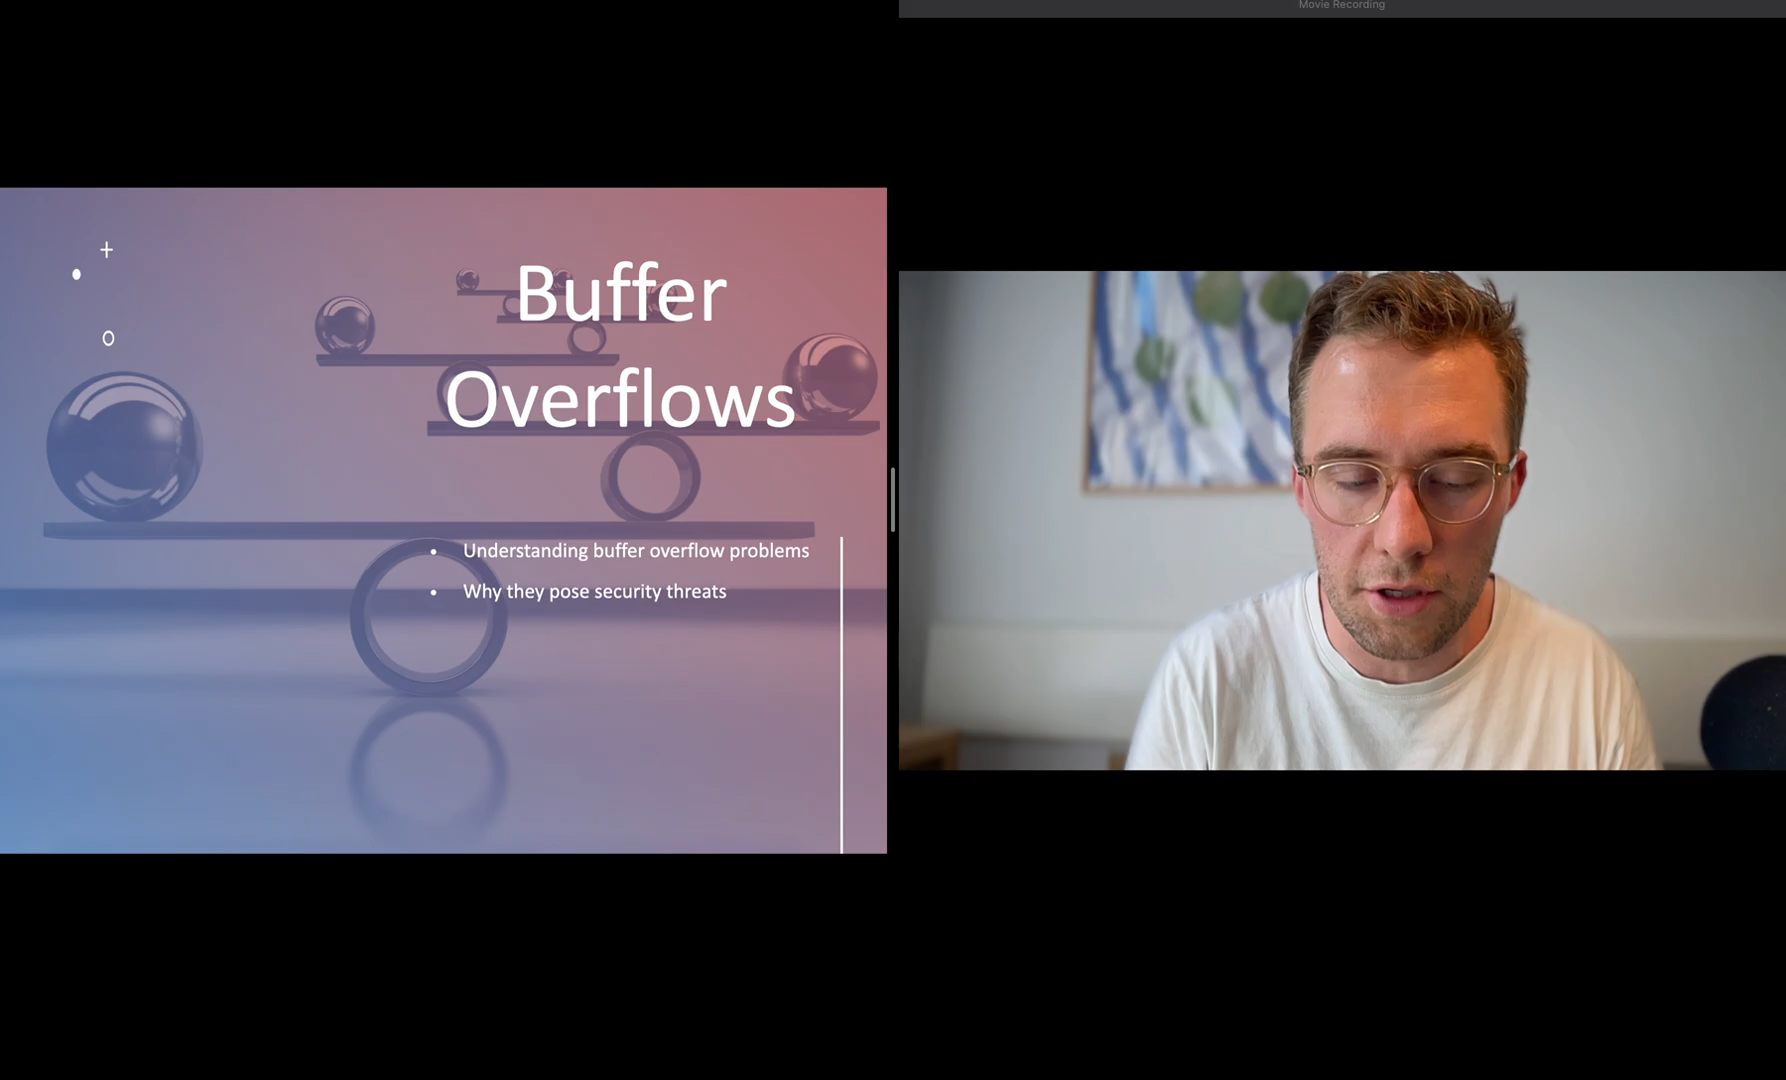 Movie Recording
Buffer
Overflows
• Understanding buffer overflow problems
• Why they pose security threats